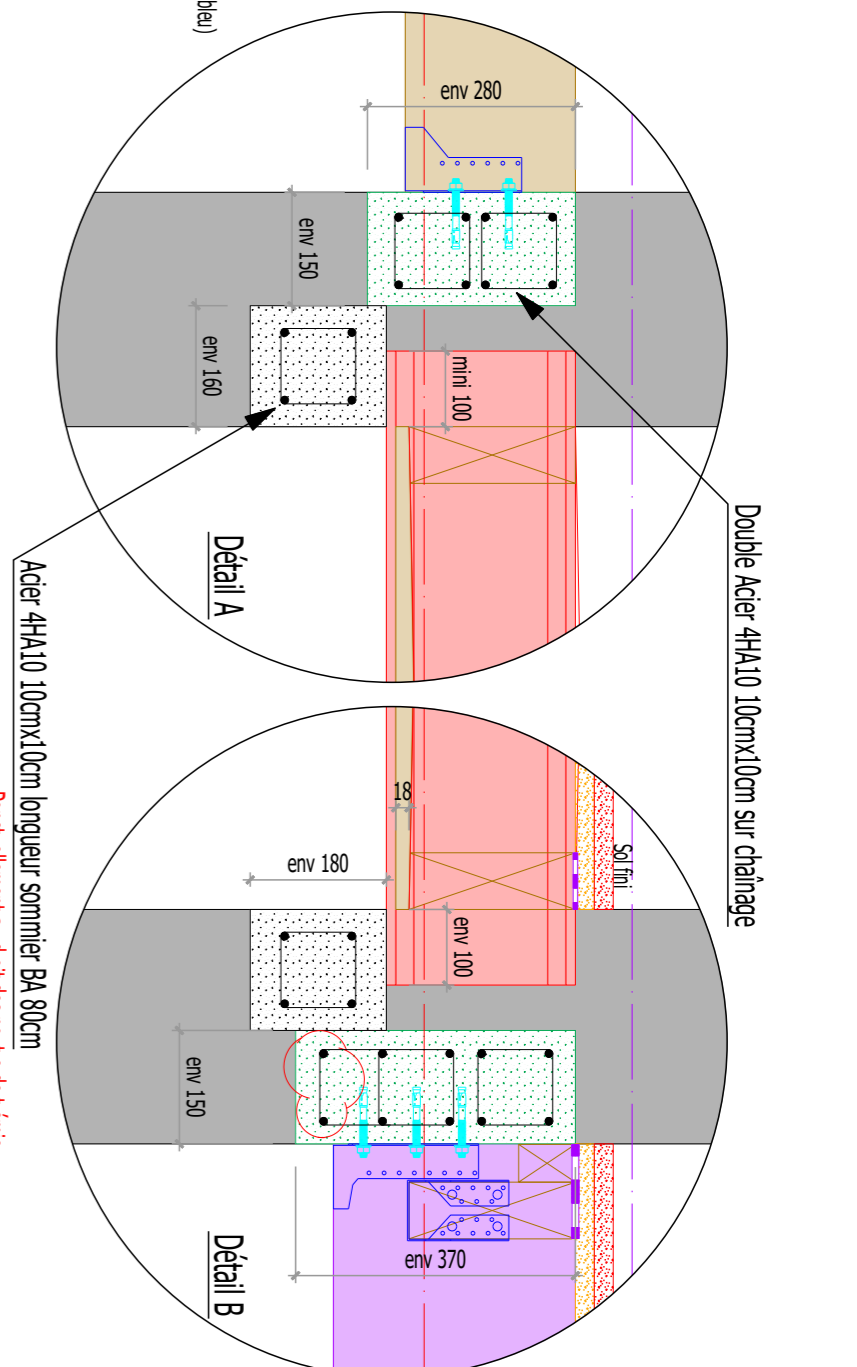 bleu)
env 280
env 150
env 160
mini 100
Détail A
Double Acier 4HA10 10cmx10cm sur chaînage
Acier 4HA10 10cmx10cm longueur sommier BA 80cm
18
Sol fini
env 180
env 100
env 150
env 370
Détail B